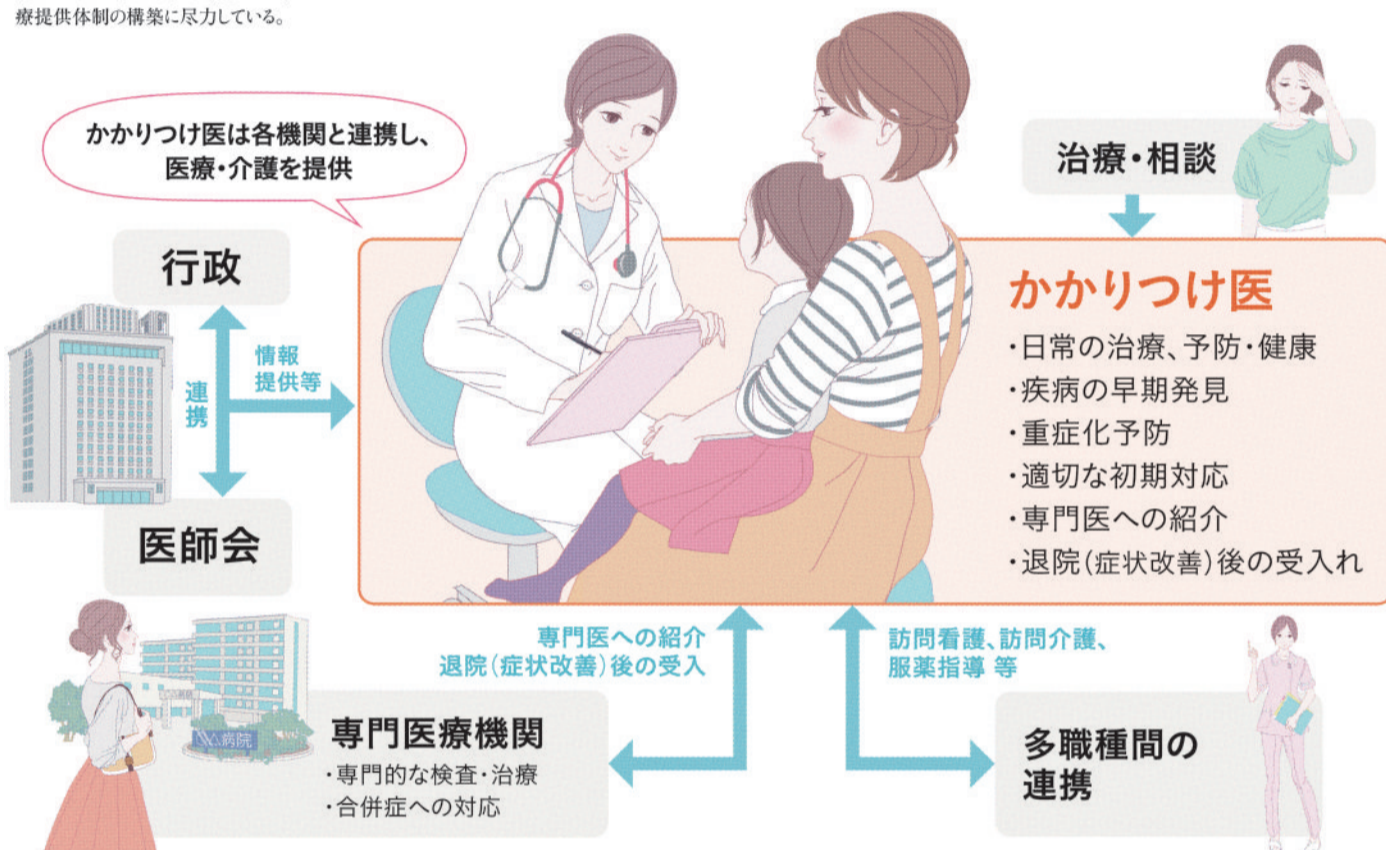 療提供体制の構築に尽力している。
かかりつけ医は各機関と連携し、
医療・介護を提供
治療・相談
行政
情報
提供等
連携
医師会
かかりつけ医
・日常の治療、予防・健康
・疾病の早期発見
・重症化予防
・適切な初期対応
・専門医への紹介
・退院(症状改善)後の受入れ
専門医への紹介
退院(症状改善)後の受入
訪問看護、訪問介護、
服薬指導 等
病院
専門医療機関
・専門的な検査・治療
・合併症への対応
多職種間の
連携